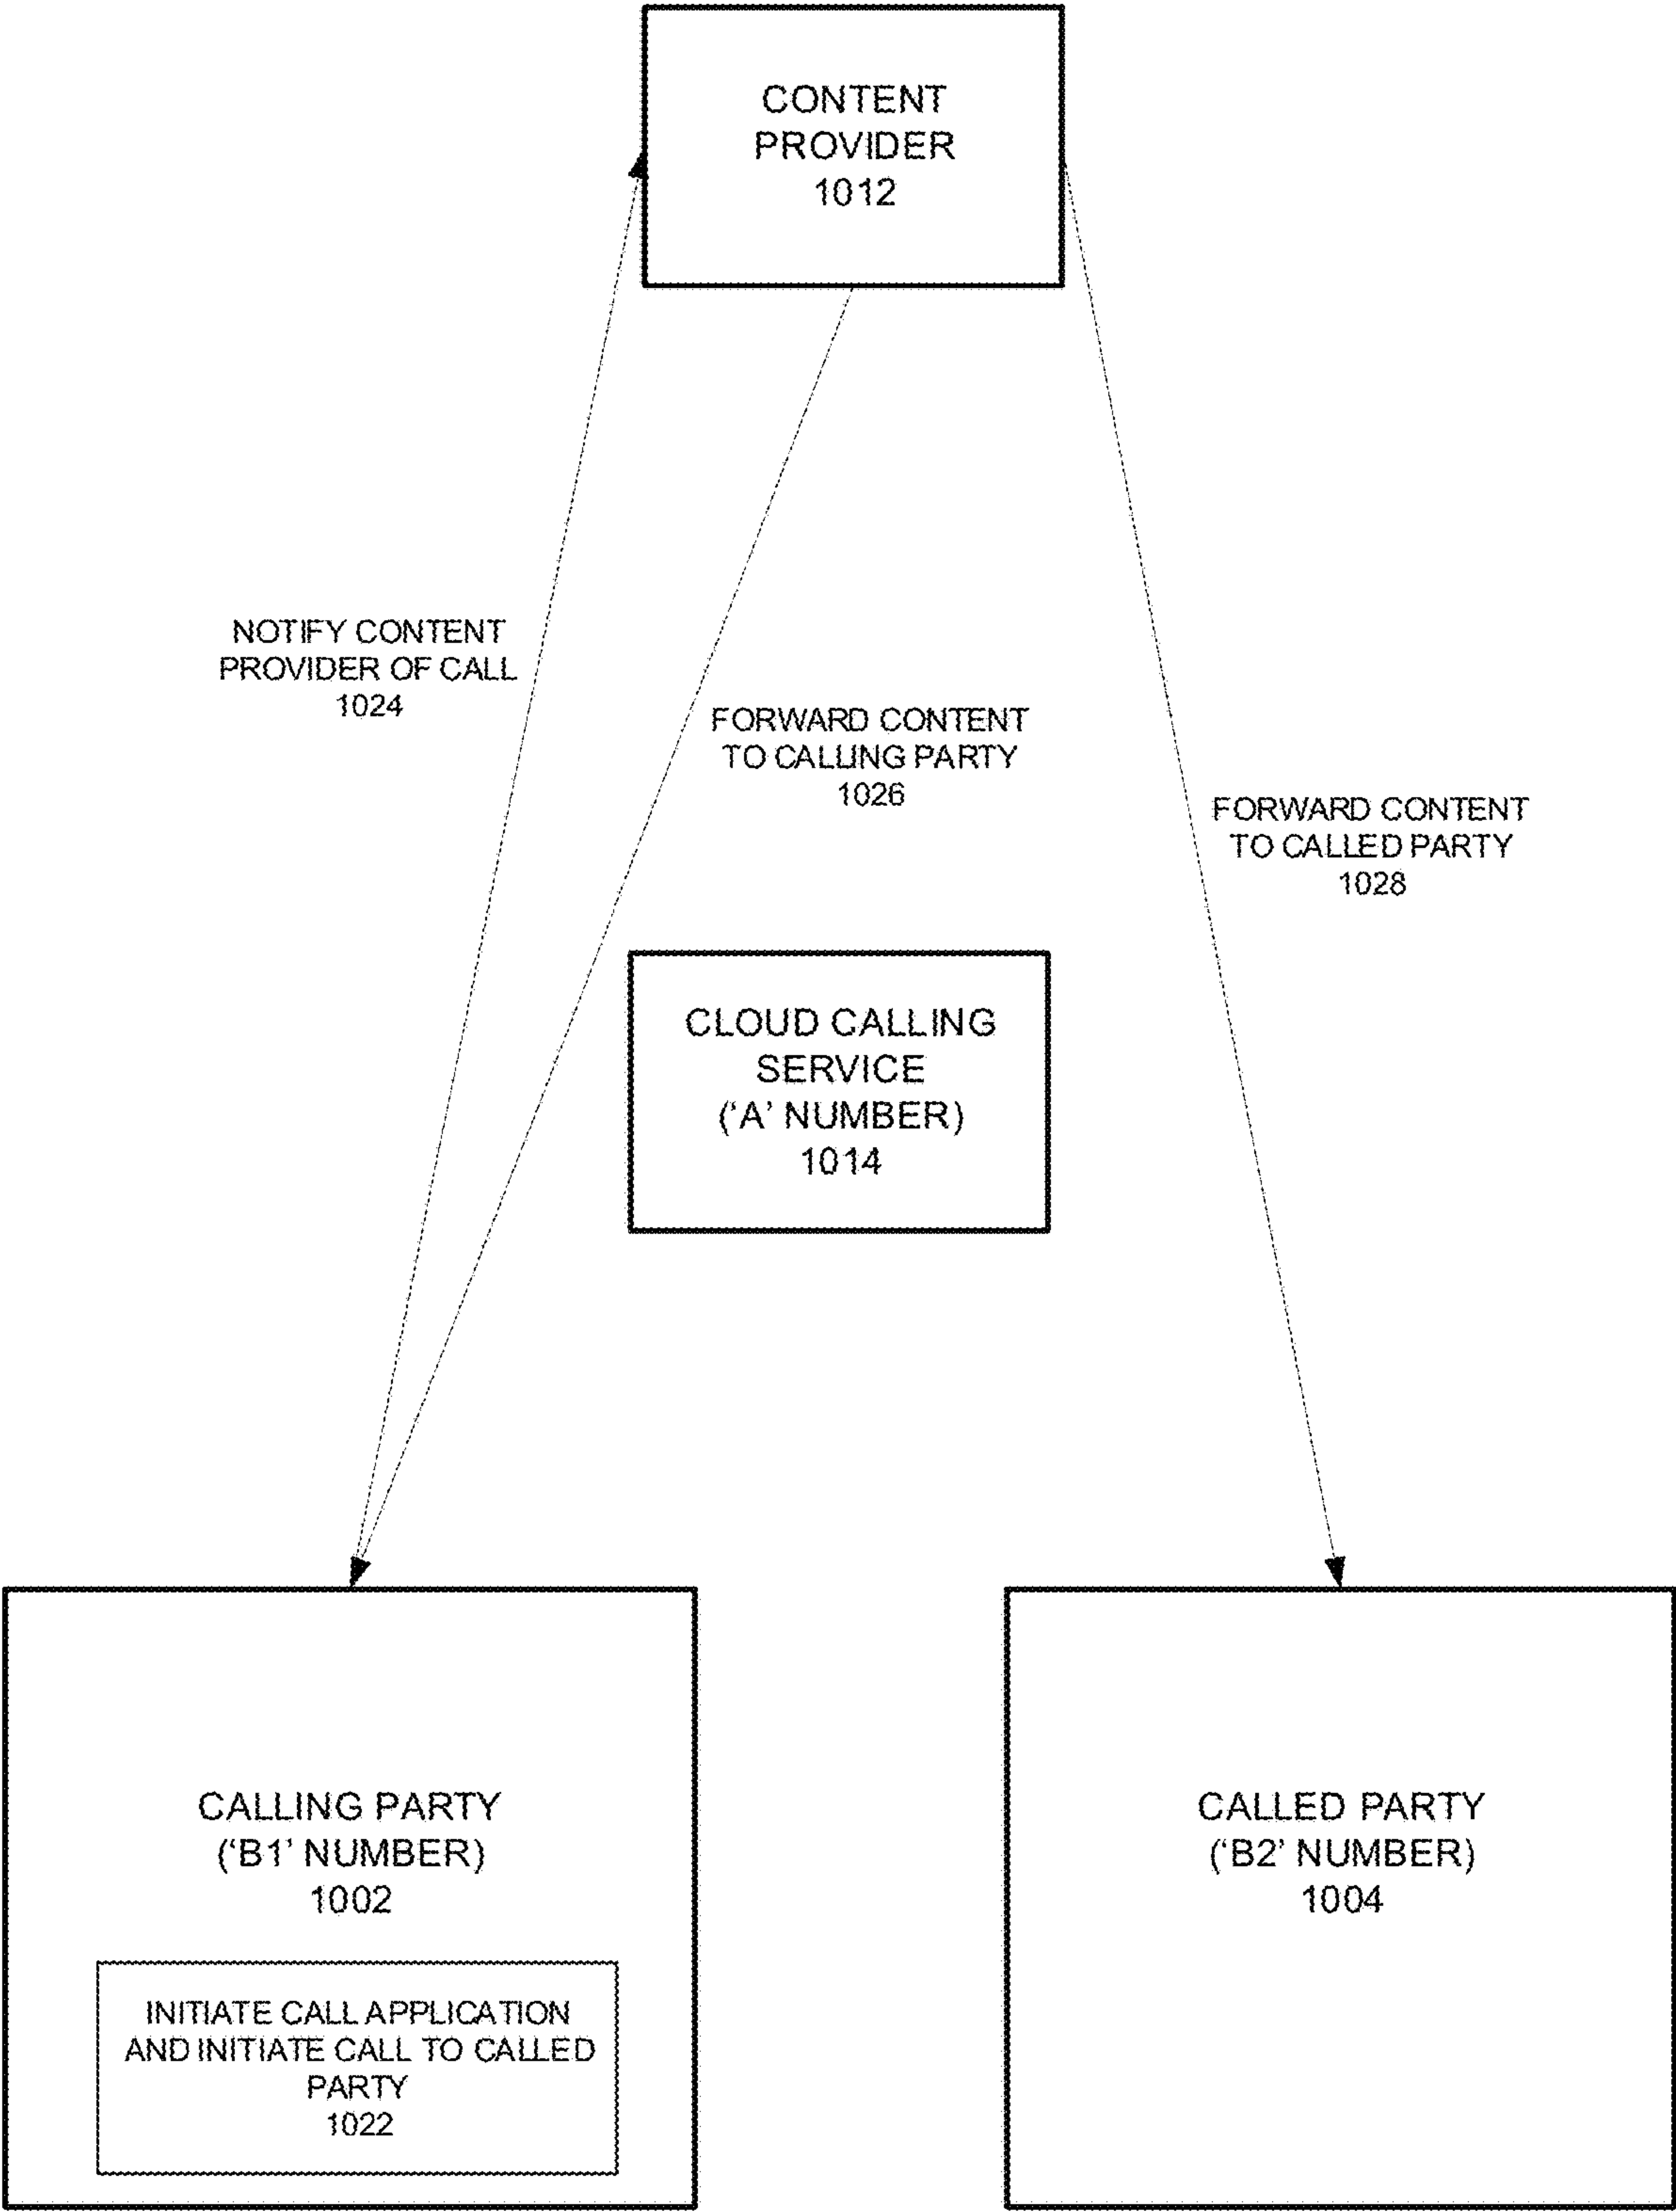 CONTENT
PROVIDER
1012
NOTIFY CONTENT
PROVIDER OF CALL
1024
FORWARD CONTENT
TO CALLING PARTY
1026
FORWARD CONTENT
TO CALLED PARTY
1028
CLOUD CALLING
SERVICE
(‘A’ NUMBER)
1014
CALLING PARTY
(‘B1’ NUMBER)
1002
INITIATE CALL APPLICATION
AND INITIATE CALL TO CALLED
PARTY
1022
CALLED PARTY
(‘B2’ NUMBER)
1004